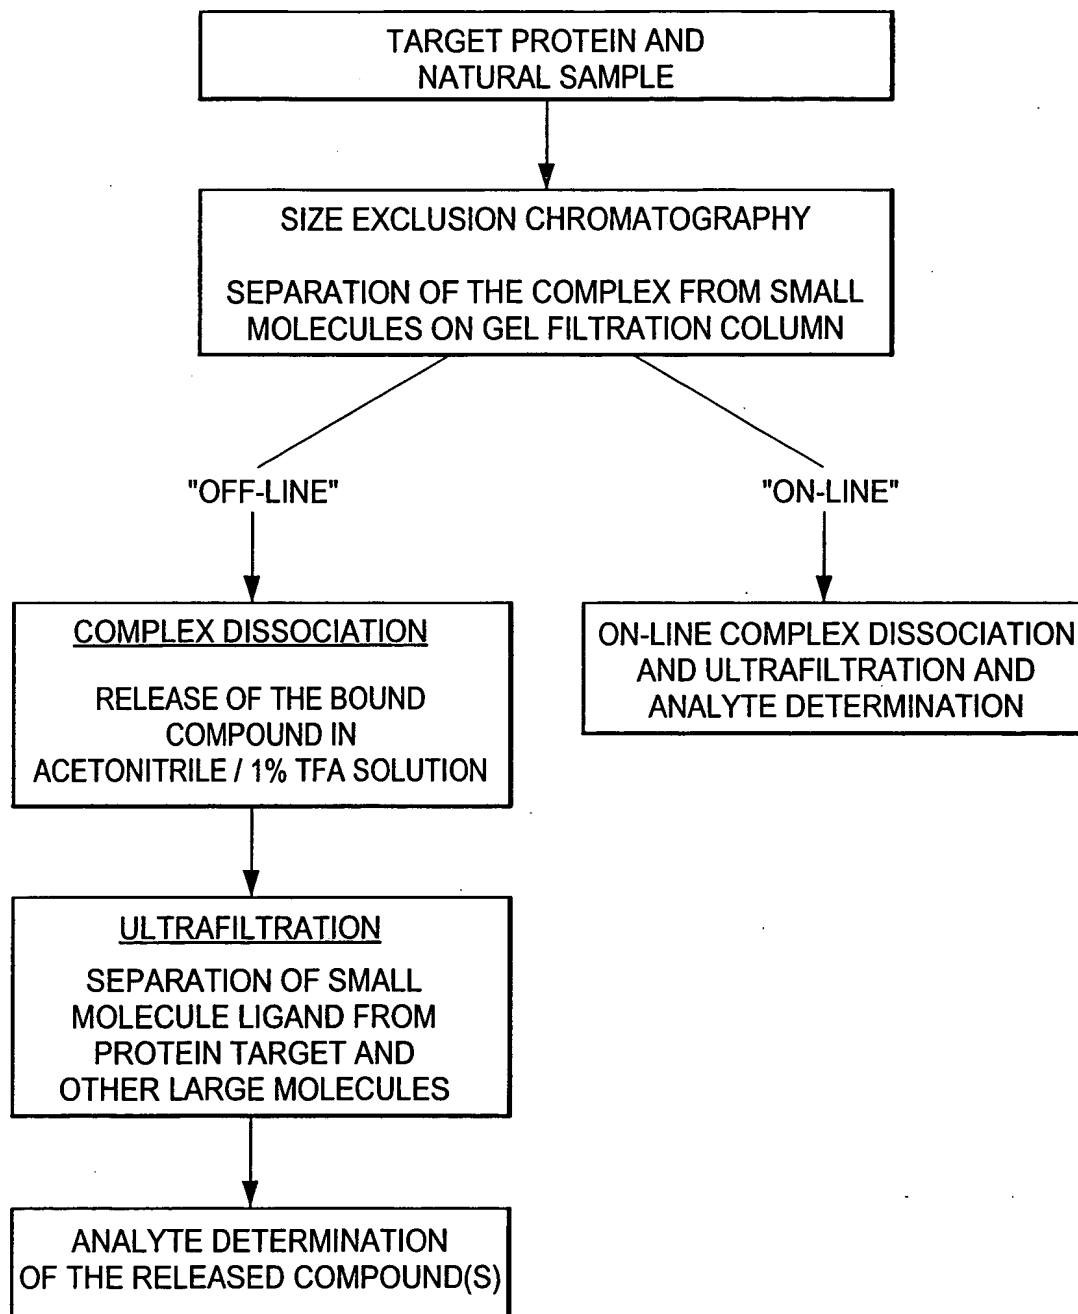 TARGET PROTEIN AND
NATURAL SAMPLE
SIZE EXCLUSION CHROMATOGRAPHY
SEPARATION OF THE COMPLEX FROM SMALL
MOLECULES ON GEL FILTRATION COLUMN
"OFF-LINE"
"ON-LINE"
COMPLEX DISSOCIATION
RELEASE OF THE BOUND
COMPOUND IN
ACETONITRILE / 1% TFA SOLUTION
ON-LINE COMPLEX DISSOCIATION
AND ULTRAFILTRATION AND
ANALYTE DETERMINATION
ULTRAFILTRATION
SEPARATION OF SMALL
MOLECULE LIGAND FROM
PROTEIN TARGET AND
OTHER LARGE MOLECULES
ANALYTE DETERMINATION
OF THE RELEASED COMPOUND(S)